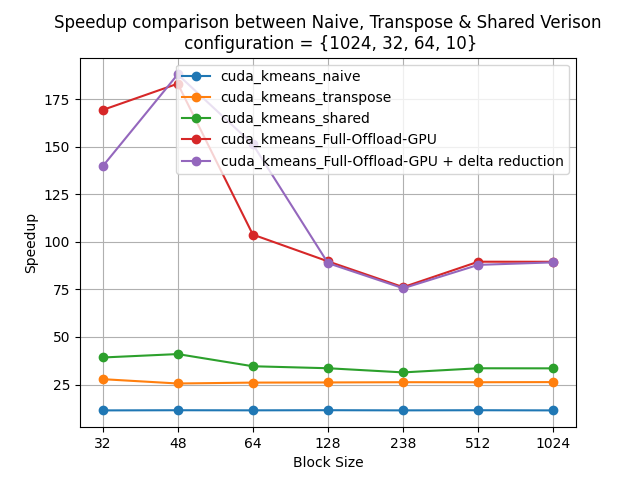 Speedup comparison between Naive, Transpose & Shared Verison
configuration = {1024, 32, 64, 10}
cuda_kmeans_naive
cuda_kmeans_transpose
cuda_kmeans_shared
cuda_kmeans_Full-Offload-GPU
cuda_kmeans_Full-Offload-GPU + delta reduction
Speedup
175
150
125
100
75
50
25
32 48 64 128 238 512 1024
Block Size